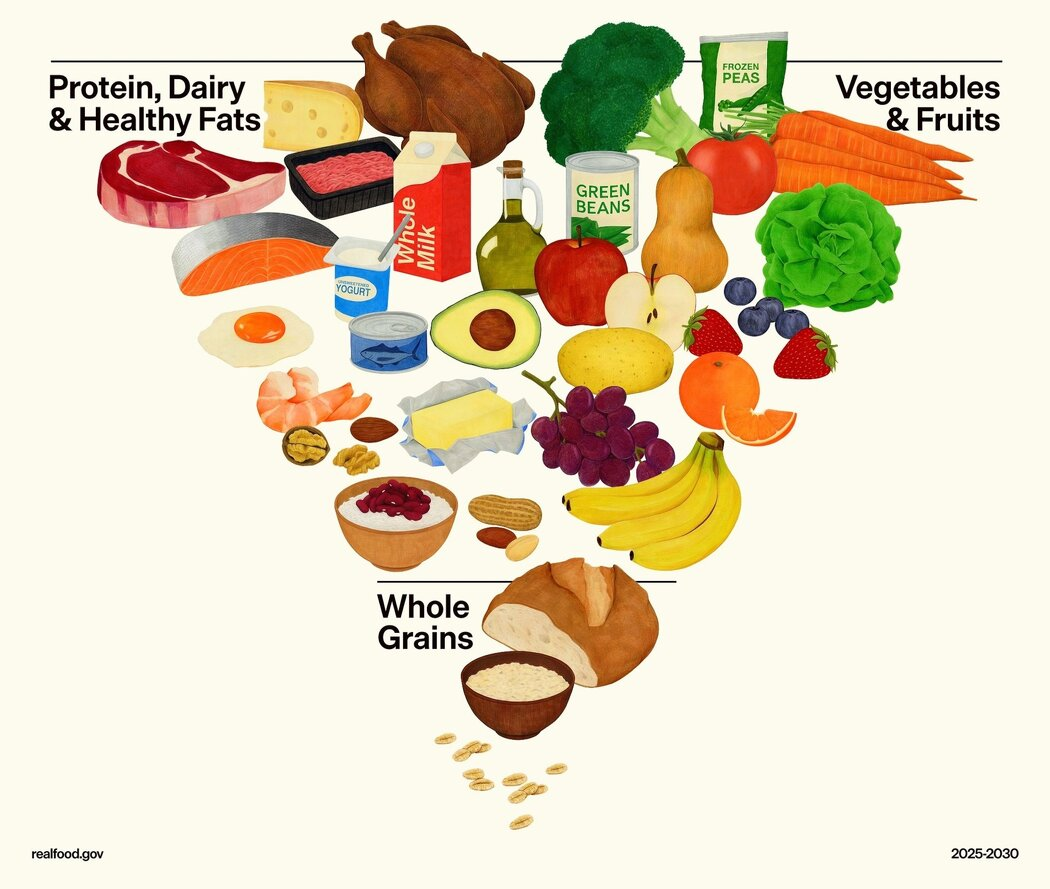 Protein, Dairy
& Healthy Fats
Vegetables
& Fruits
FROZEN
PEAS
Whole
Milk
GREEN
BEANS
UNSWEETENED
YOGURT
Whole
Grains
realfood.gov
2025-2030